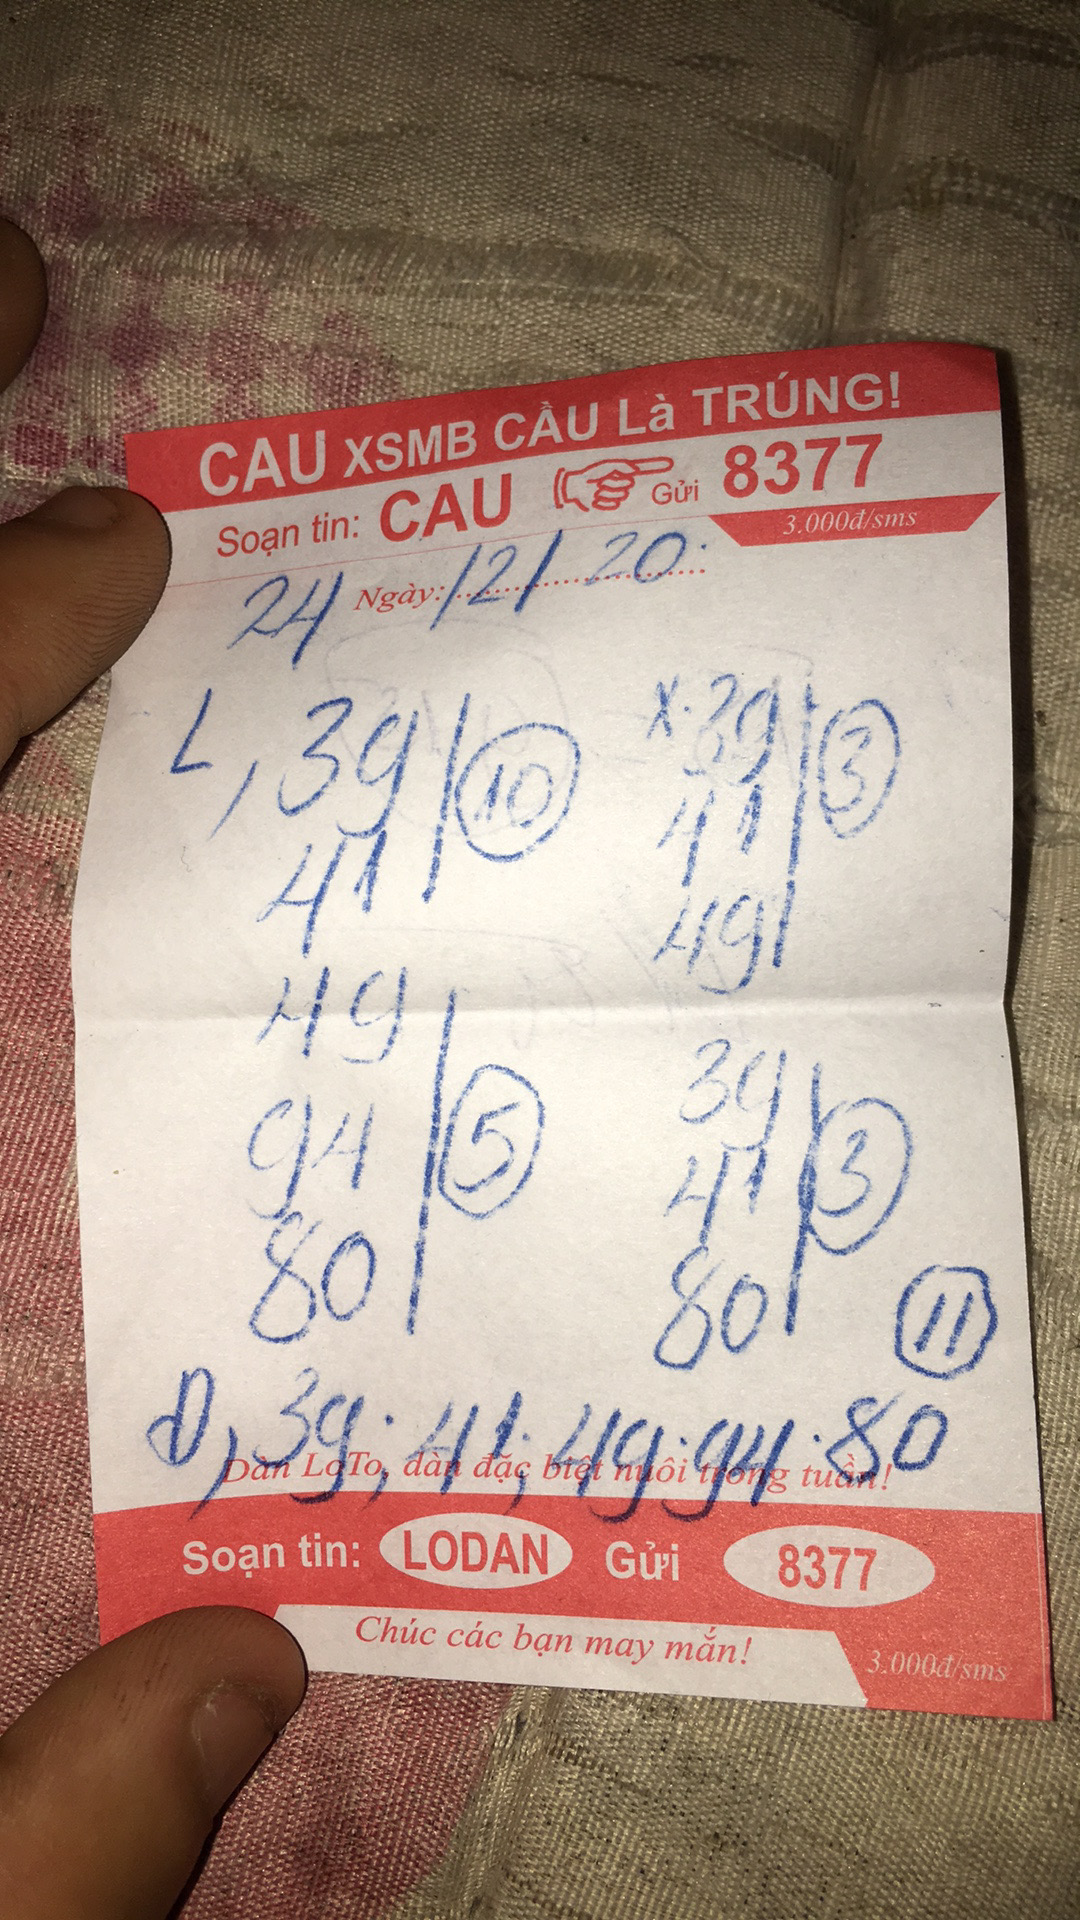 CAU XSMB CẦU Là TRÚNG!
Soạn tin: CAU Gửi 8377
3.000đ/sms
Ngày: 24/12/20
L, 39 10
41
49
94 5
80
X. 39 3
41
49
39 3
41
80
11
Đ, 39; 41; 49; 94. 80
Dàn LoTo, dàn đặc biệt nuôi trong tuần!
Soạn tin: LODAN Gửi 8377
Chúc các bạn may mắn!
3.000đ/sms